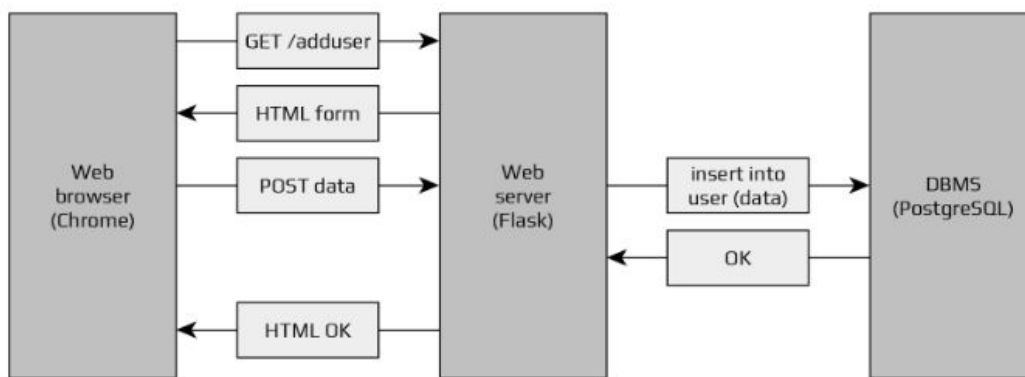 GET /adduser
HTML form
Web
browser
(Chrome)
POST data
Web
server
(Flask)
insert into
user (data)
DBMS
(PostgreSQL)
OK
HTML OK